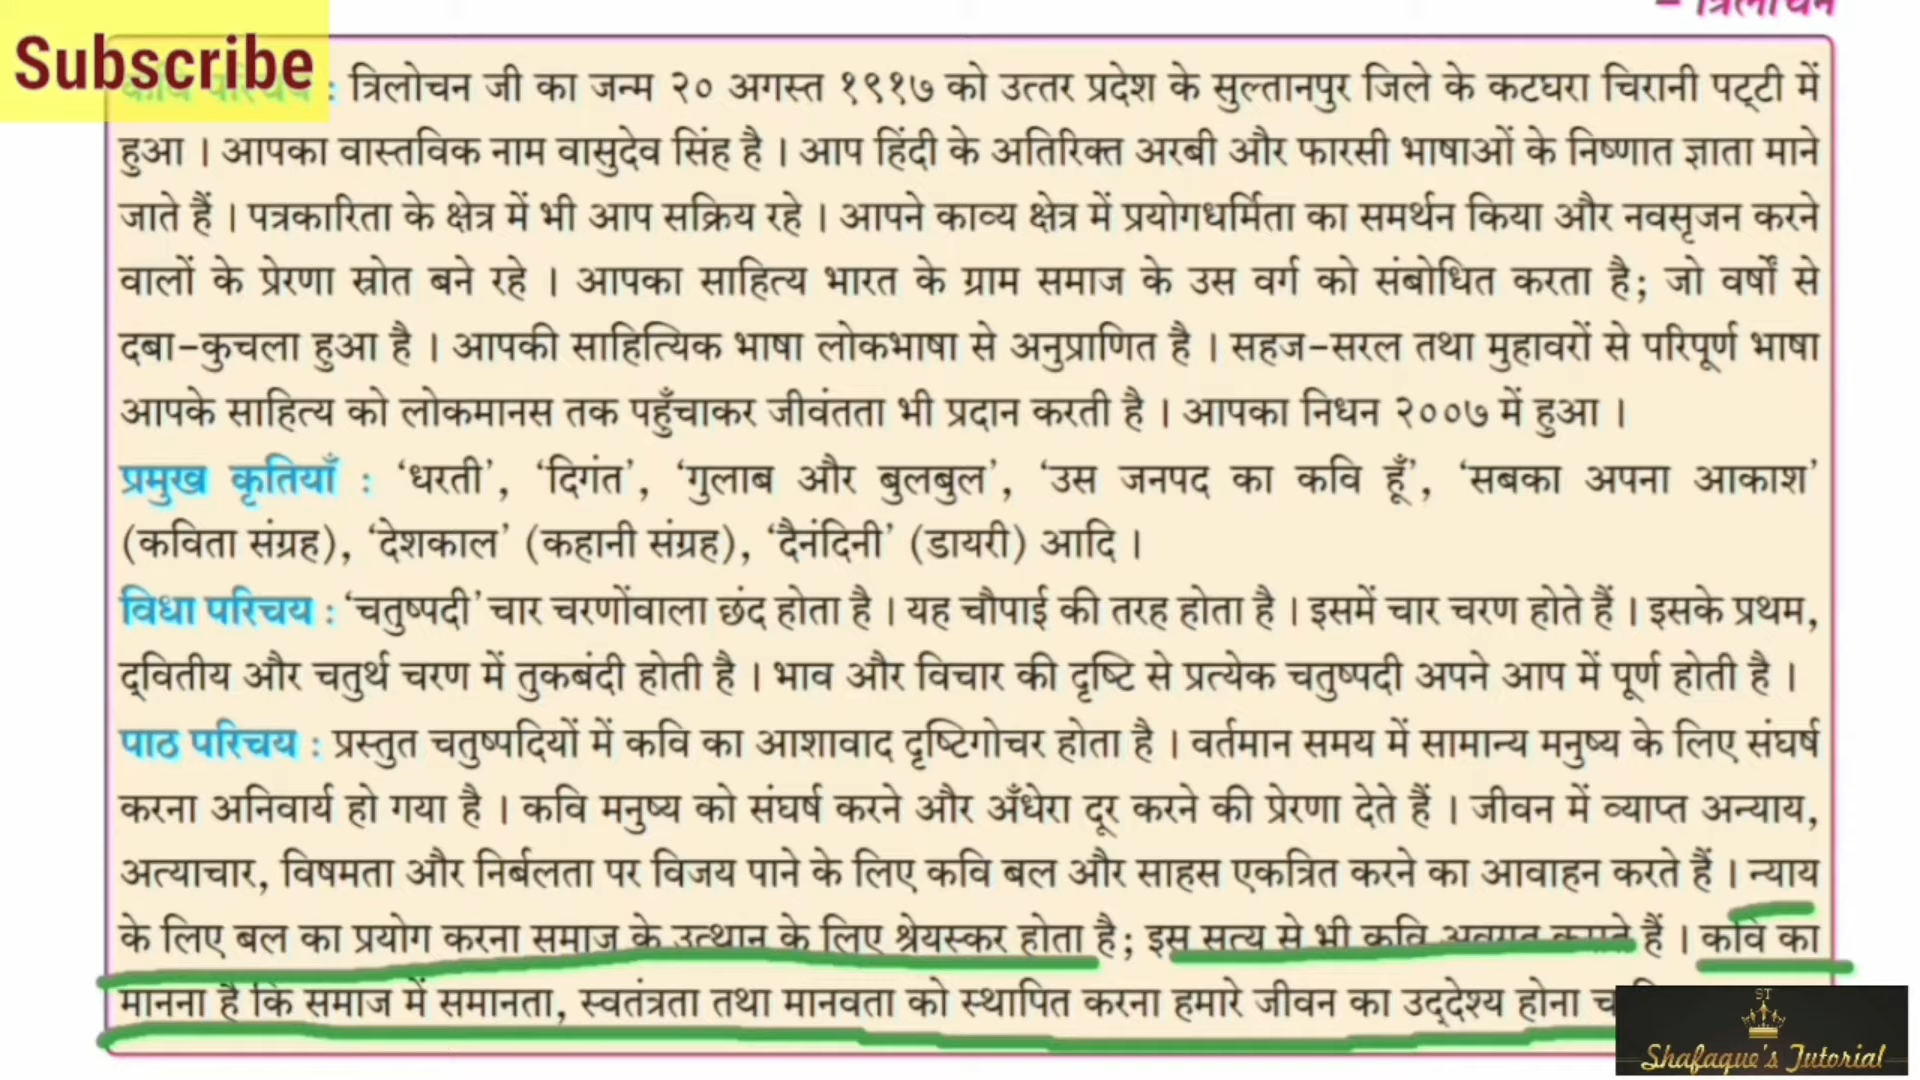 – त्रिलोचन
Subscribe
कवि परिचय : त्रिलोचन जी का जन्म २० अगस्त १९१७ को उत्तर प्रदेश के सुल्तानपुर जिले के कटघरा चिरानी पट्टी में
हुआ । आपका वास्तविक नाम वासुदेव सिंह है । आप हिंदी के अतिरिक्त अरबी और फारसी भाषाओं के निष्णात ज्ञाता माने
जाते हैं । पत्रकारिता के क्षेत्र में भी आप सक्रिय रहे । आपने काव्य क्षेत्र में प्रयोगधर्मिता का समर्थन किया और नवसृजन करने
वालों के प्रेरणा स्रोत बने रहे । आपका साहित्य भारत के ग्राम समाज के उस वर्ग को संबोधित करता है; जो वर्षों से
दबा-कुचला हुआ है । आपकी साहित्यिक भाषा लोकभाषा से अनुप्राणित है । सहज-सरल तथा मुहावरों से परिपूर्ण भाषा
आपके साहित्य को लोकमानस तक पहुँचाकर जीवंतता भी प्रदान करती है । आपका निधन २००७ में हुआ ।
प्रमुख कृतियाँ : ‘धरती’, ‘दिगंत’, ‘गुलाब और बुलबुल’, ‘उस जनपद का कवि हूँ’, ‘सबका अपना आकाश’
(कविता संग्रह), ‘देशकाल’ (कहानी संग्रह), ‘दैनंदिनी’ (डायरी) आदि ।
विधा परिचय : ‘चतुष्पदी’ चार चरणोंवाला छंद होता है । यह चौपाई की तरह होता है । इसमें चार चरण होते हैं । इसके प्रथम,
द्‌वितीय और चतुर्थ चरण में तुकबंदी होती है । भाव और विचार की दृष्टि से प्रत्येक चतुष्पदी अपने आप में पूर्ण होती है ।
पाठ परिचय : प्रस्तुत चतुष्पदियों में कवि का आशावाद दृष्टिगोचर होता है । वर्तमान समय में सामान्य मनुष्य के लिए संघर्ष
करना अनिवार्य हो गया है । कवि मनुष्य को संघर्ष करने और अँधेरा दूर करने की प्रेरणा देते हैं । जीवन में व्याप्त अन्याय,
अत्याचार, विषमता और निर्बलता पर विजय पाने के लिए कवि बल और साहस एकत्रित करने का आवाहन करते हैं । न्याय
के लिए बल का प्रयोग करना समाज के उत्थान के लिए श्रेयस्कर होता है; इस सत्य से भी कवि अवगत कराते हैं । कवि का
मानना है कि समाज में समानता, स्वतंत्रता तथा मानवता को स्थापित करना हमारे जीवन का उद्‌देश्य होना
ST
Shafaque's Tutorial